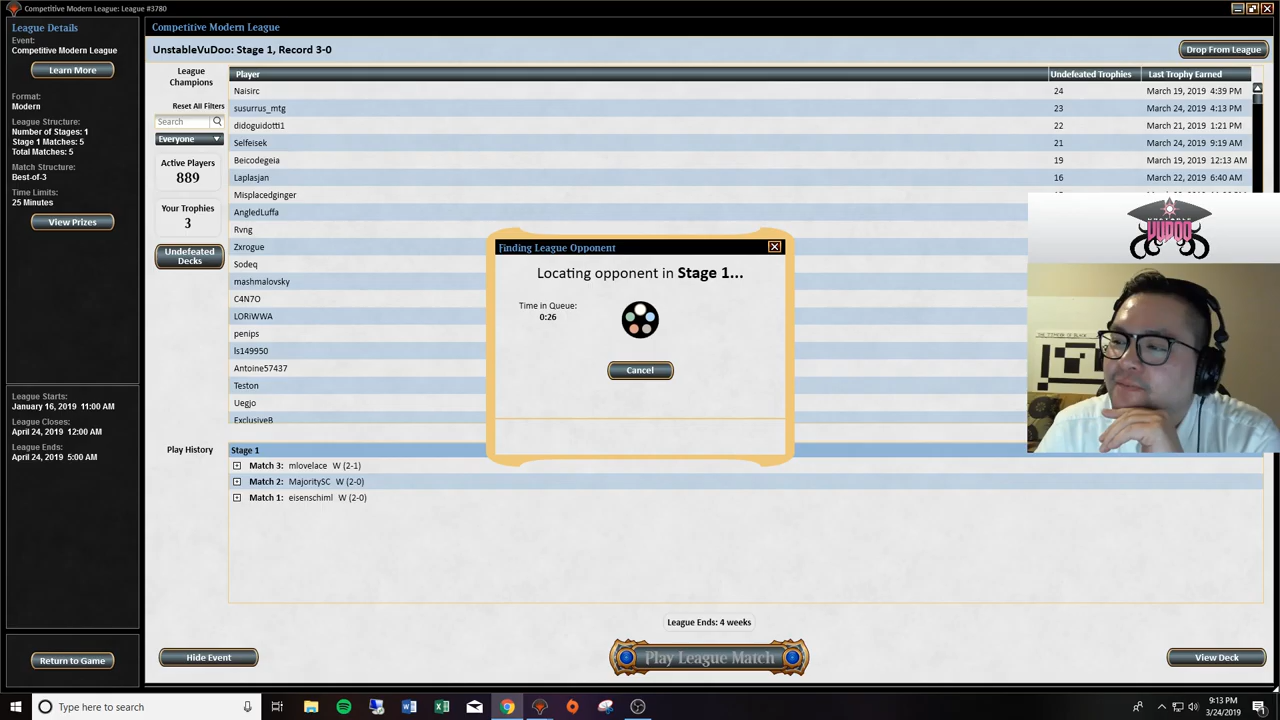 Competitive Modern League: League #3780
League Details
Event:
Competitive Modern League
Learn More
Format:
Modern
League Structure:
Number of Stages: 1
Stage 1 Matches: 5
Total Matches: 5
Match Structure:
Best-of-3
Time Limits:
25 Minutes
View Prizes
League Starts:
January 16, 2019 11:00 AM
League Closes:
April 24, 2019 12:00 AM
League Ends:
April 24, 2019 5:00 AM
Return to Game
Competitive Modern League
UnstableVuDoo: Stage 1, Record 3-0
Drop From League
League
Champions
Reset All Filters
Search
Everyone
Active Players
889
Your Trophies
3
Undefeated
Decks
Player Undefeated Trophies Last Trophy Earned
Naisirc 24 March 19, 2019 4:39 PM
susurrus_mtg 23 March 24, 2019 4:13 PM
didoguidotti1 22 March 21, 2019 1:21 PM
Selfeisek 21 March 24, 2019 9:19 AM
Beicodegeia 19 March 19, 2019 12:13 AM
Laplasjan 16 March 22, 2019 6:40 AM
Misplacedginger
AngledLuffa
Rvng
Zxrogue
Sodeq
mashmalovsky
C4N7O
LORiWWA
penips
ls149950
Antoine57437
Teston
Uegjo
ExclusiveB
Finding League Opponent
Locating opponent in Stage 1...
Time in Queue:
0:26
Cancel
UNSTABLE
VUDOO
THE TINKER OF BLACK
Play History
Stage 1
Match 3: mlovelace W (2-1)
Match 2: MajoritySC W (2-0)
Match 1: eisenschiml W (2-0)
League Ends: 4 weeks
Hide Event
Play League Match
View Deck
Type here to search
9:13 PM
3/24/2019